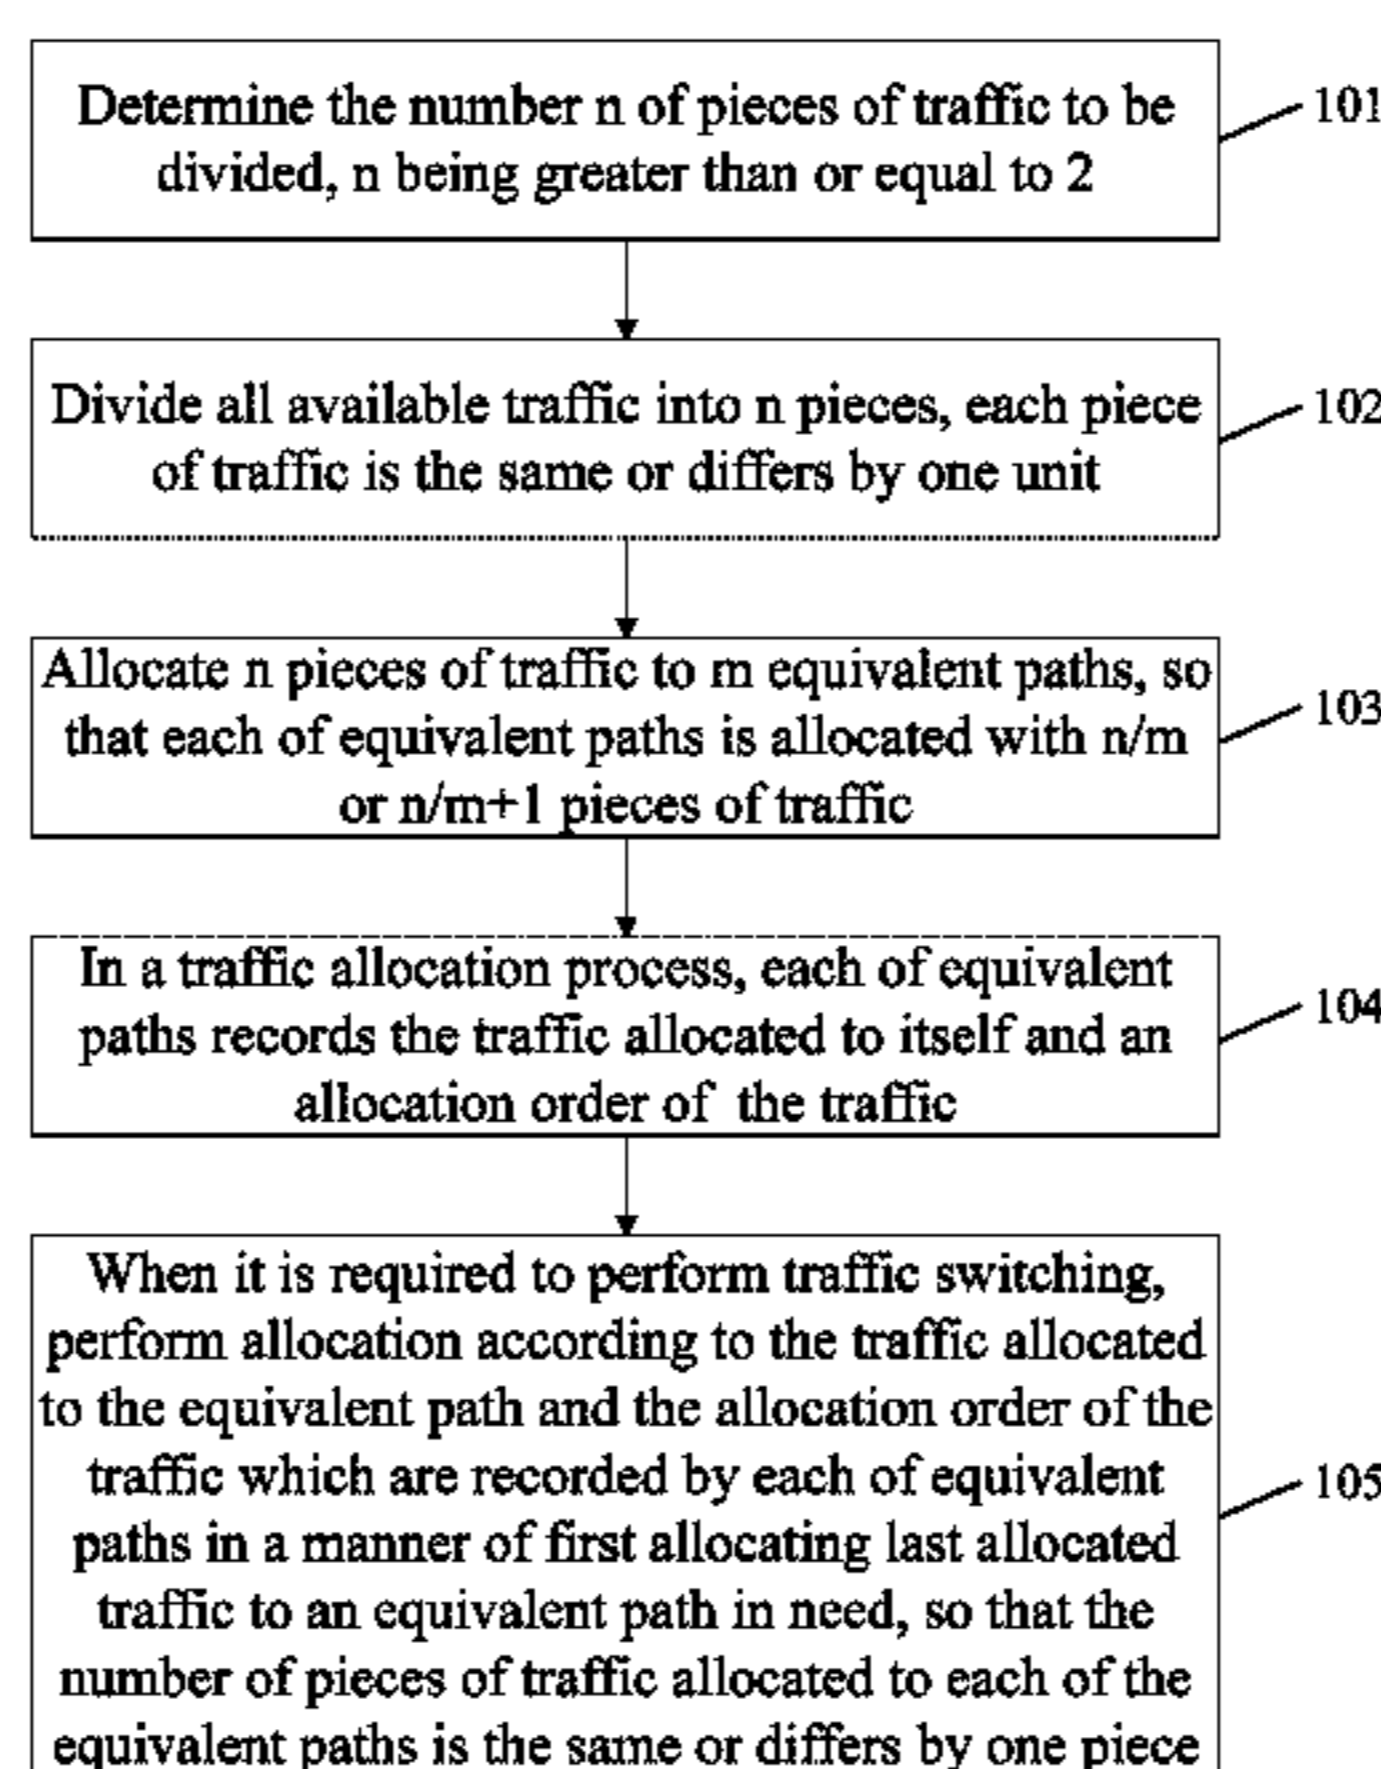 Determine the number n of pieces of traffic to be
divided, n being greater than or equal to 2
101
Divide all available traffic into n pieces, each piece
of traffic is the same or differs by one unit
102
Allocate n pieces of traffic to m equivalent paths, so
that each of equivalent paths is allocated with n/m
or n/m+1 pieces of traffic
103
In a traffic allocation process, each of equivalent
paths records the traffic allocated to itself and an
allocation order of the traffic
104
When it is required to perform traffic switching,
perform allocation according to the traffic allocated
to the equivalent path and the allocation order of the
traffic which are recorded by each of equivalent
paths in a manner of first allocating last allocated
traffic to an equivalent path in need, so that the
number of pieces of traffic allocated to each of the
equivalent paths is the same or differs by one piece
105